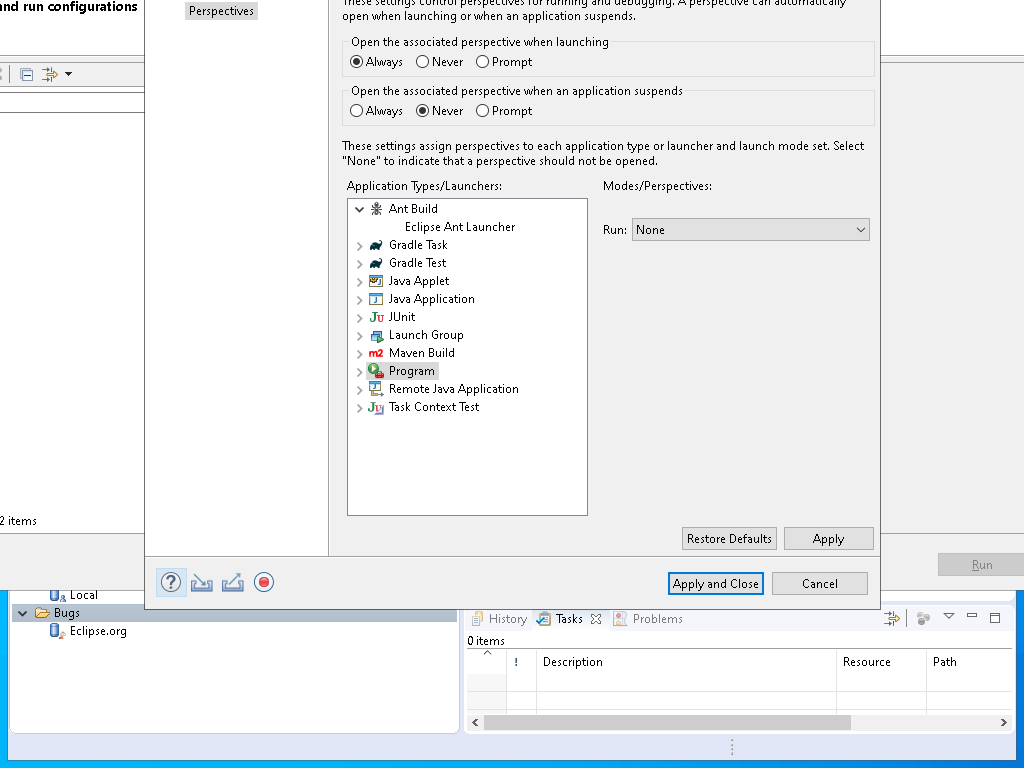 and run configurations
Perspectives
These settings control perspectives for running and debugging. A perspective can automatically
open when launching or when an application suspends.
Open the associated perspective when launching
Always Never Prompt
Open the associated perspective when an application suspends
Always Never Prompt
These settings assign perspectives to each application type or launcher and launch mode set. Select
"None" to indicate that a perspective should not be opened.
Application Types/Launchers:
Modes/Perspectives:
Ant Build
Eclipse Ant Launcher
Run: None
Gradle Task
Gradle Test
Java Applet
Java Application
JUnit
Launch Group
Maven Build
Program
Remote Java Application
Task Context Test
2 items
Restore Defaults Apply
Run
Apply and Close Cancel
Local
Bugs
Eclipse.org
History Tasks Problems
0 items
! Description Resource Path